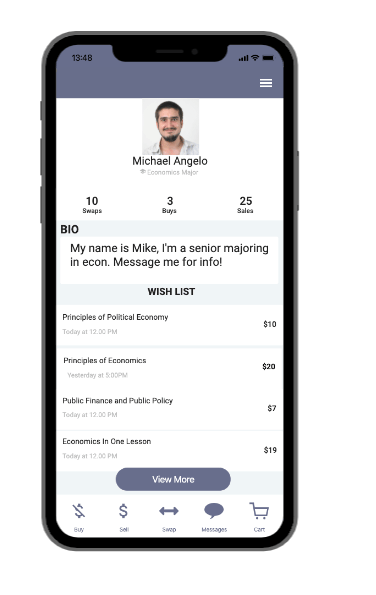 13:48
Michael Angelo
Economics Major
10 3 25
Swaps Buys Sales
BIO
My name is Mike, I'm a senior majoring
in econ. Message me for info!
WISH LIST
Principles of Political Economy
$10
Today at 12:00 PM
Principles of Economics
$20
Yesterday at 5:00PM
Public Finance and Public Policy
$7
Today at 12:00 PM
Economics In One Lesson
$19
Today at 12:00 PM
View More
Buy Sell Swap Messages Cart